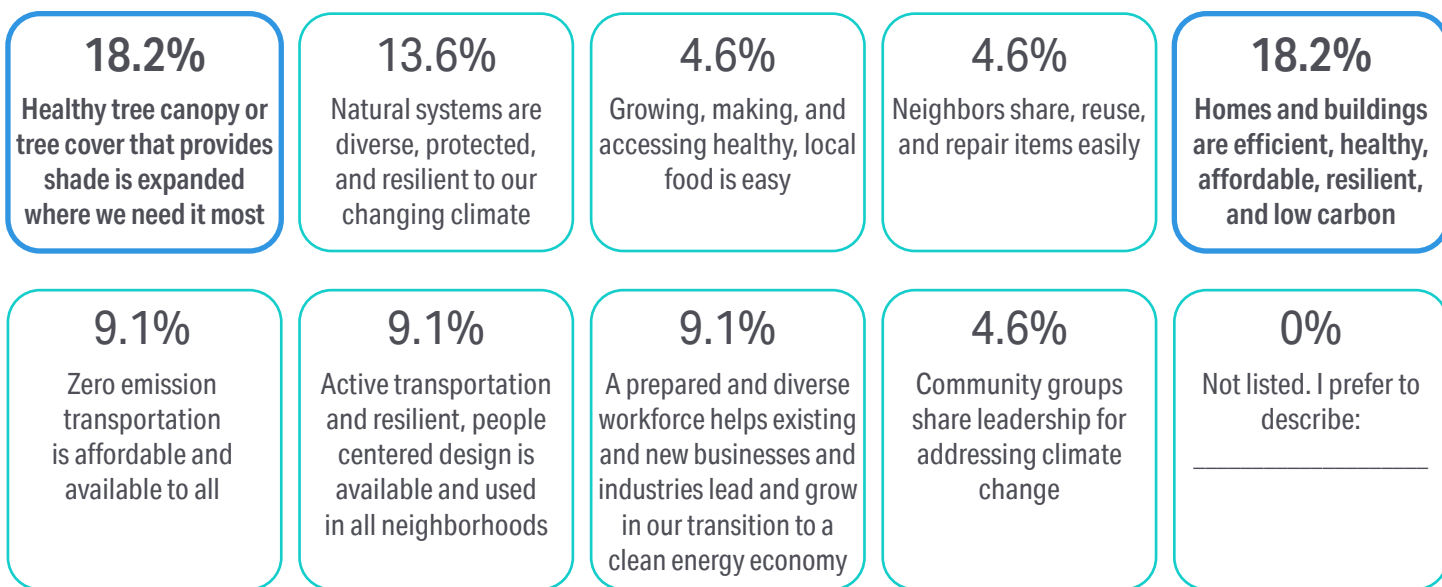 18.2%
Healthy tree canopy or
tree cover that provides
shade is expanded
where we need it most
13.6%
Natural systems are
diverse, protected,
and resilient to our
changing climate
4.6%
Growing, making, and
accessing healthy, local
food is easy
4.6%
Neighbors share, reuse,
and repair items easily
18.2%
Homes and buildings
are efficient, healthy,
affordable, resilient,
and low carbon
9.1%
Zero emission
transportation
is affordable and
available to all
9.1%
Active transportation
and resilient, people
centered design is
available and used
in all neighborhoods
9.1%
A prepared and diverse
workforce helps existing
and new businesses and
industries lead and grow
in our transition to a
clean energy economy
4.6%
Community groups
share leadership for
addressing climate
change
0%
Not listed. I prefer to
describe:
____________________